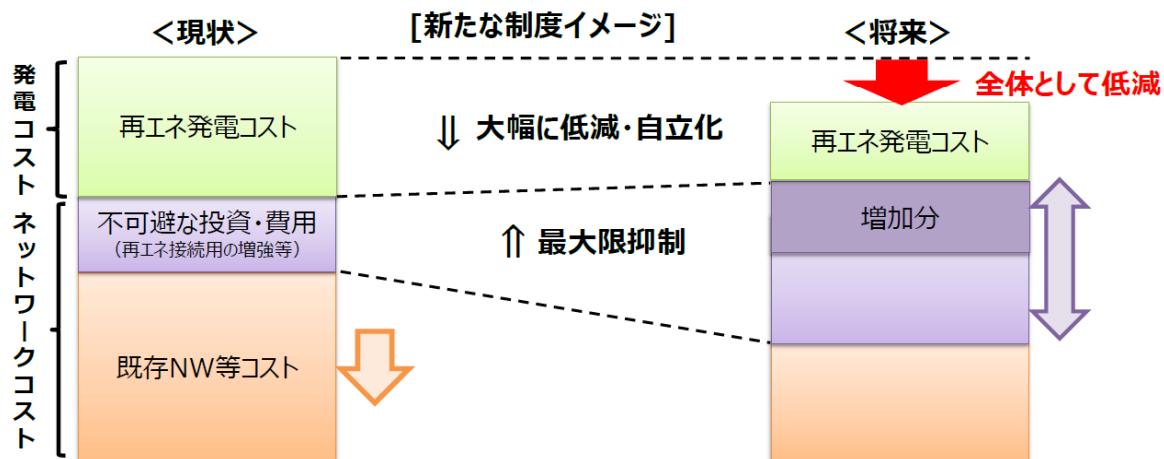 <現状>
[新たな制度イメージ]
<将来>
発電コスト
再エネ発電コスト
⇓ 大幅に低減・自立化
全体として低減
再エネ発電コスト
ネットワークコスト
不可避な投資・費用
(再エネ接続用の増強等)
⇑ 最大限抑制
増加分
既存NW等コスト